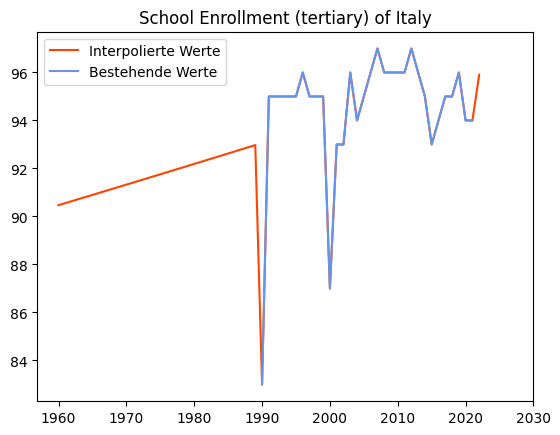 School Enrollment (tertiary) of Italy
Interpolierte Werte
Bestehende Werte
96
94
92
90
88
86
84
1960 1970 1980 1990 2000 2010 2020 2030